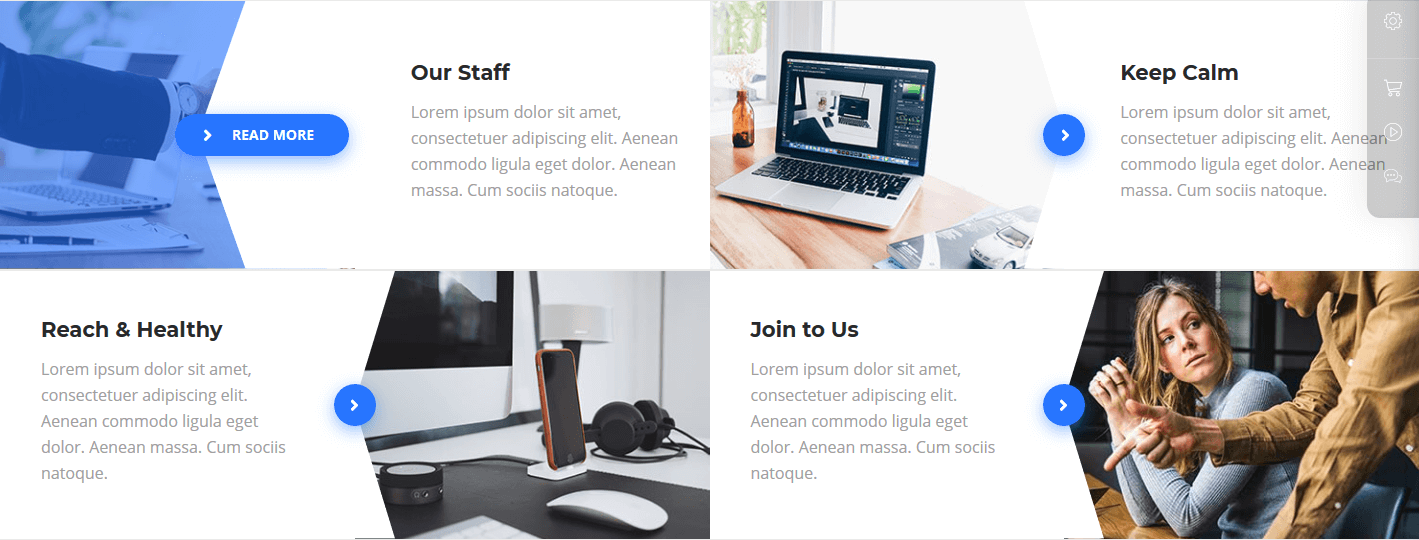 Our Staff
Lorem ipsum dolor sit amet,
consectetuer adipiscing elit. Aenean
commodo ligula eget dolor. Aenean
massa. Cum sociis natoque.
READ MORE
Keep Calm
Lorem ipsum dolor sit amet,
consectetuer adipiscing elit. Aenean
commodo ligula eget dolor. Aenean
massa. Cum sociis natoque.
Reach & Healthy
Lorem ipsum dolor sit amet,
consectetuer adipiscing elit.
Aenean commodo ligula eget
dolor. Aenean massa. Cum sociis
natoque.
Join to Us
Lorem ipsum dolor sit amet,
consectetuer adipiscing elit.
Aenean commodo ligula eget
dolor. Aenean massa. Cum sociis
natoque.